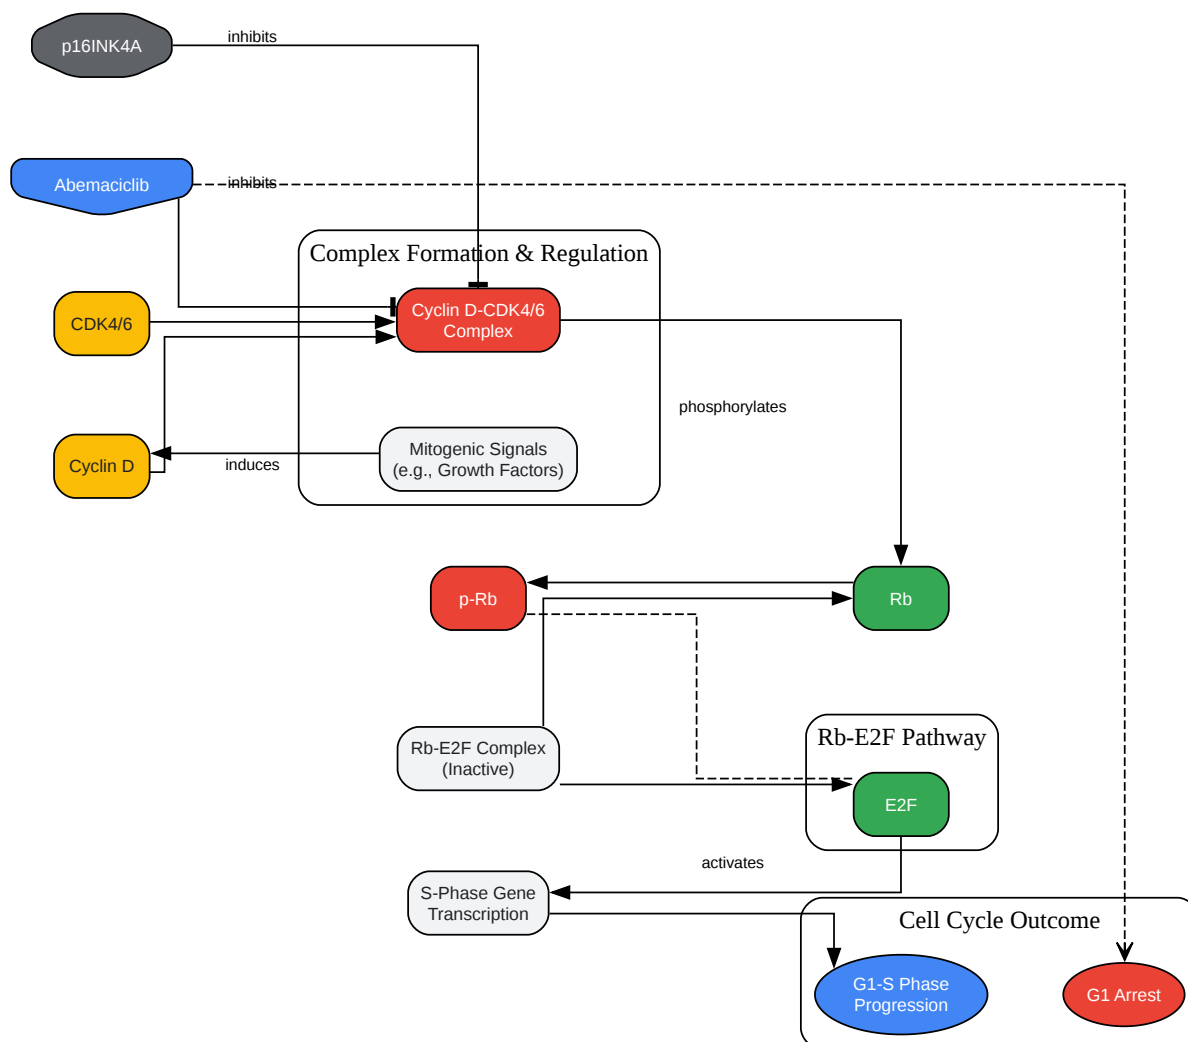 p16INK4A
inhibits
Abemaciclib
inhibits
Complex Formation & Regulation
CDK4/6
Cyclin D-CDK4/6
Complex
phosphorylates
Cyclin D
induces
Mitogenic Signals
(e.g., Growth Factors)
p-Rb
Rb
Rb-E2F Complex
(Inactive)
Rb-E2F Pathway
E2F
activates
S-Phase Gene
Transcription
Cell Cycle Outcome
G1-S Phase
Progression
G1 Arrest